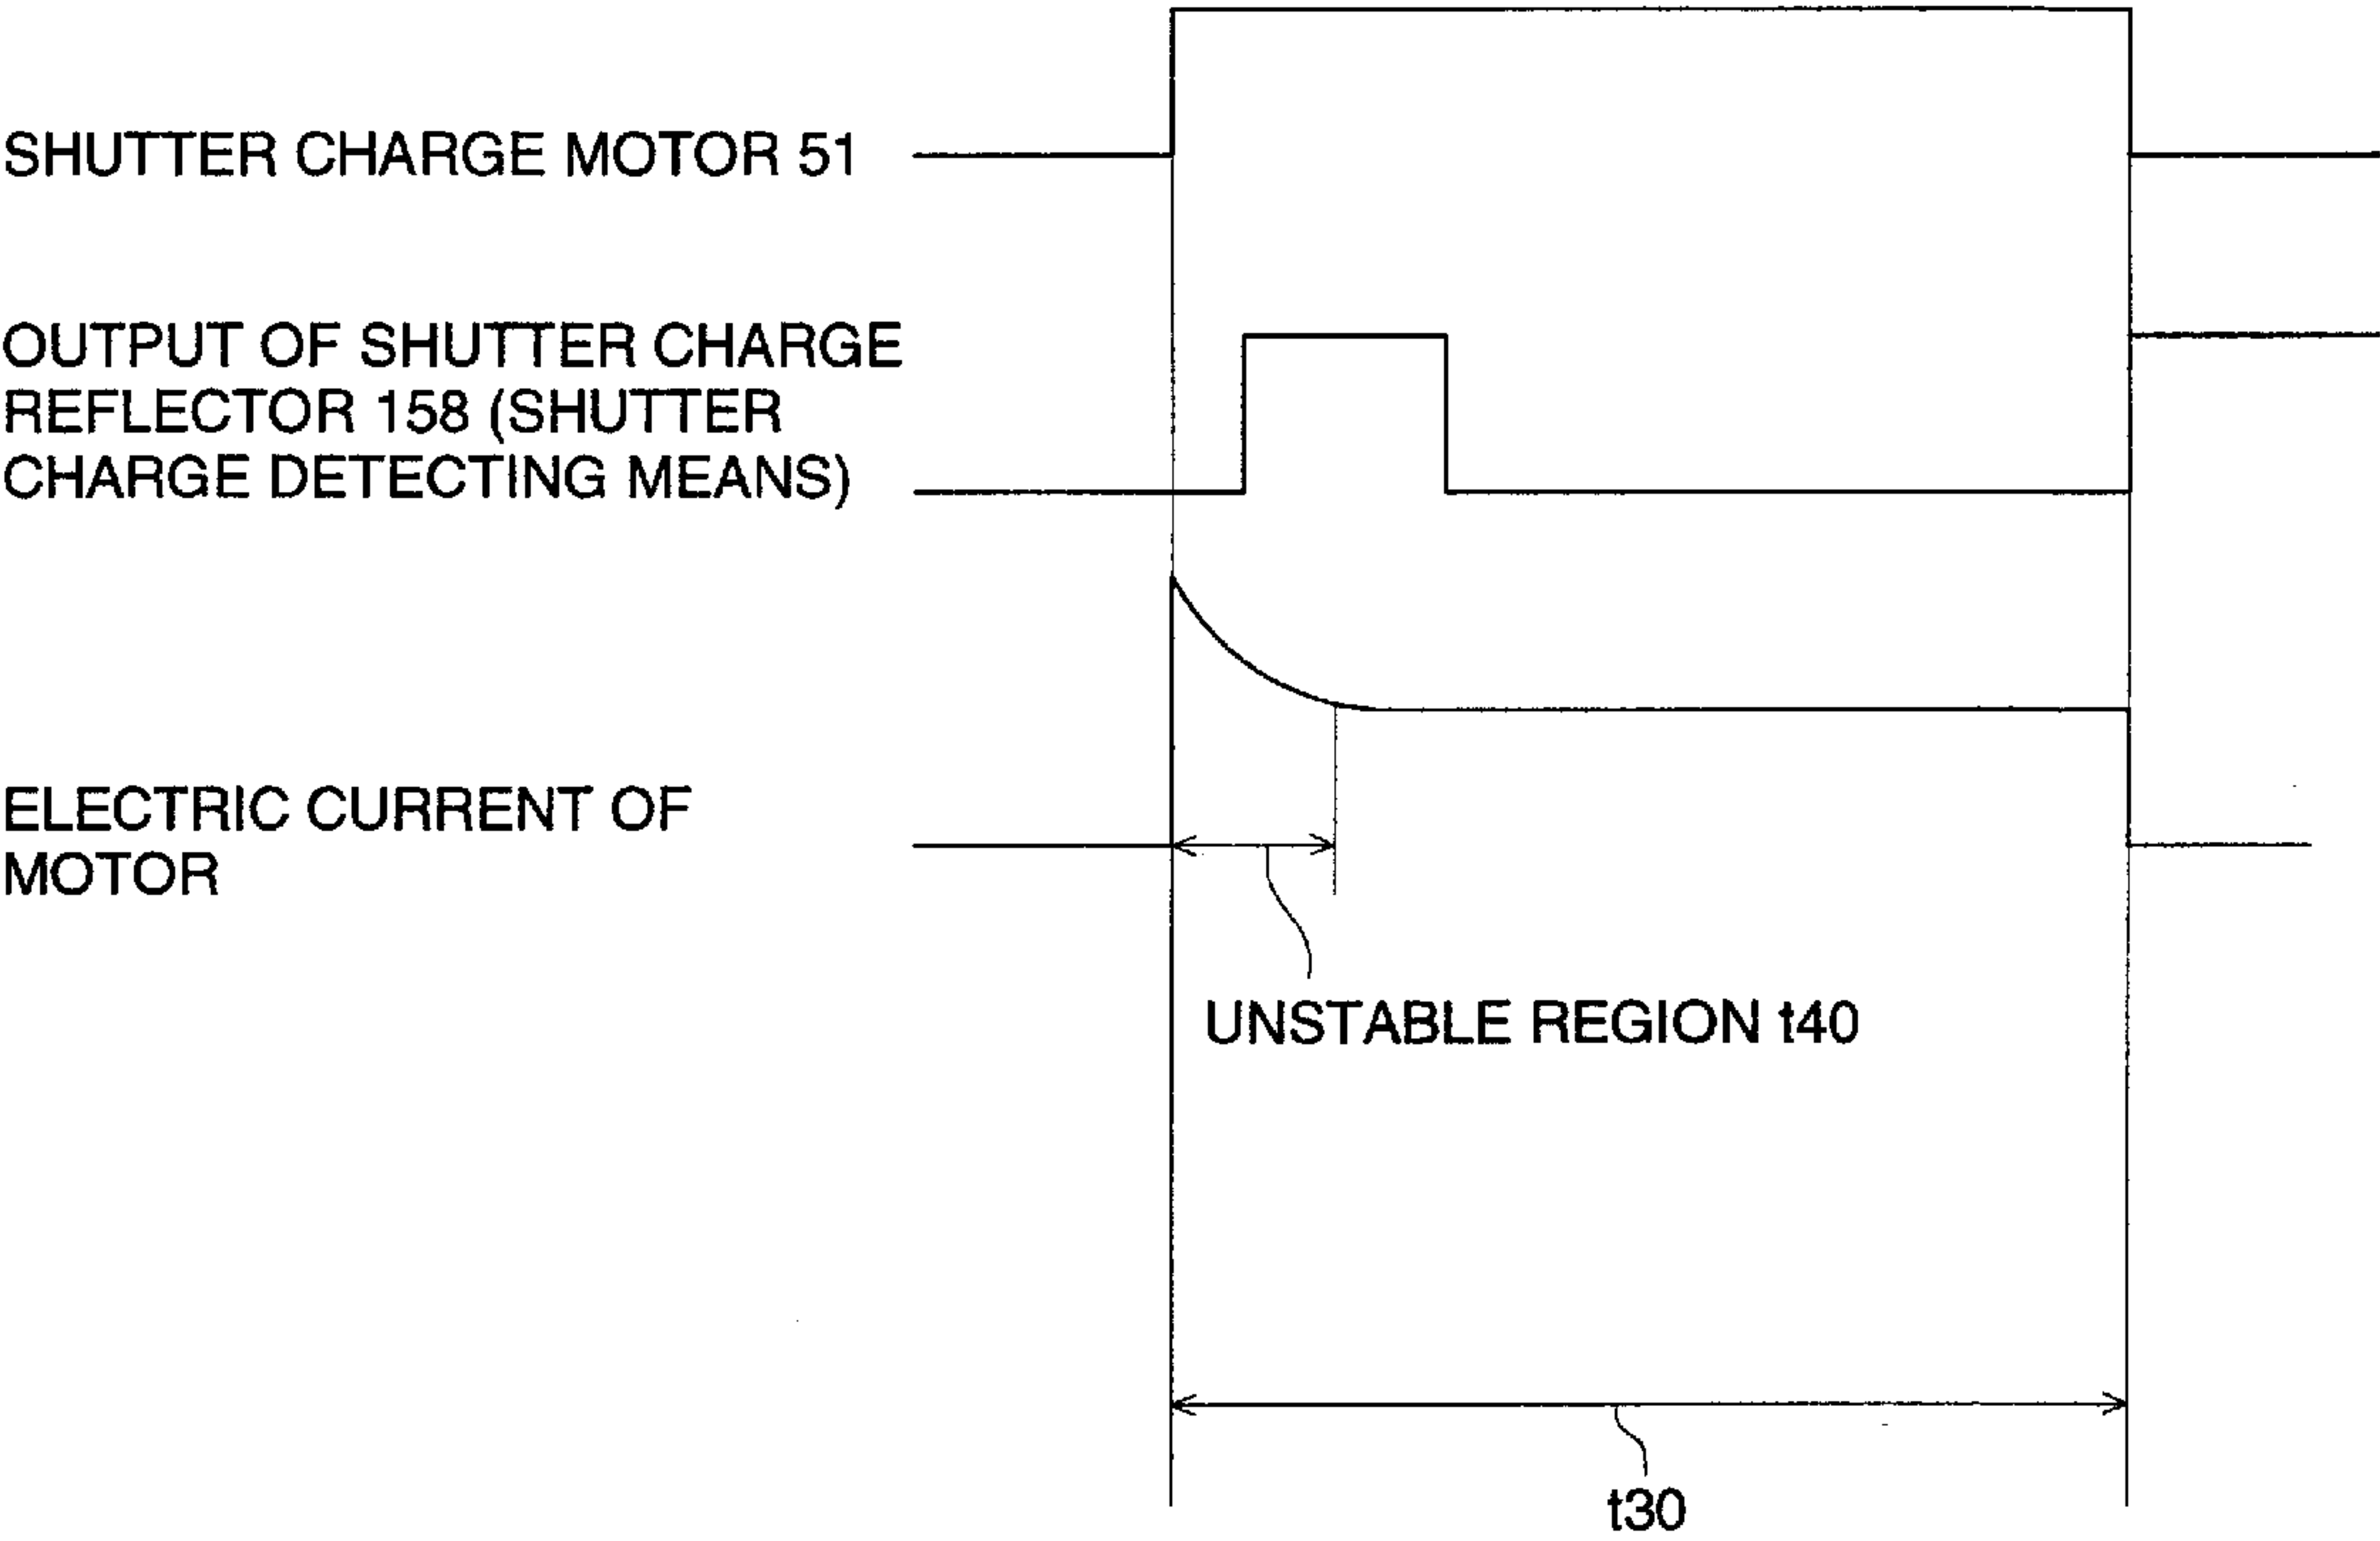 SHUTTER CHARGE MOTOR 51
OUTPUT OF SHUTTER CHARGE
REFLECTOR 158 (SHUTTER
CHARGE DETECTING MEANS)
ELECTRIC CURRENT OF
MOTOR
UNSTABLE REGION t40
t30